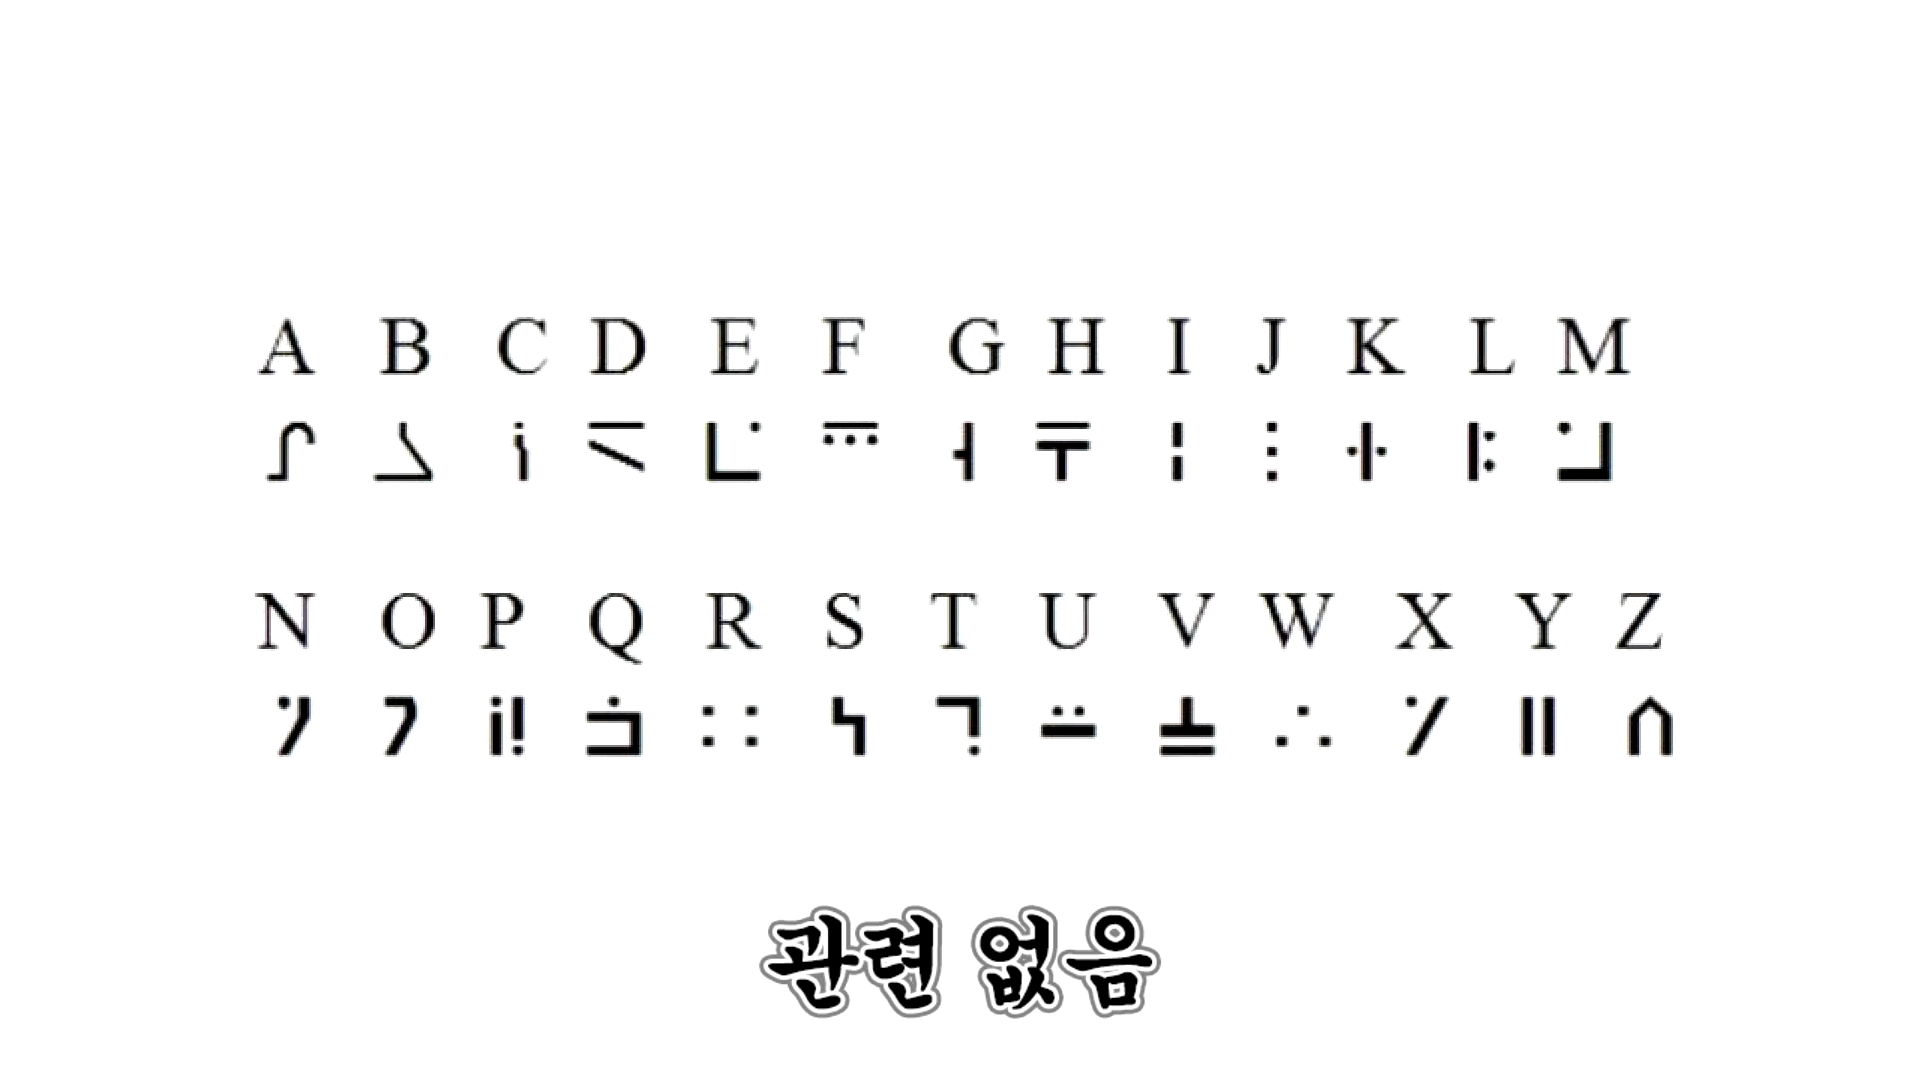 A B C D E F G H I J K L M
N O P Q R S T U V W X Y Z
관련 없음